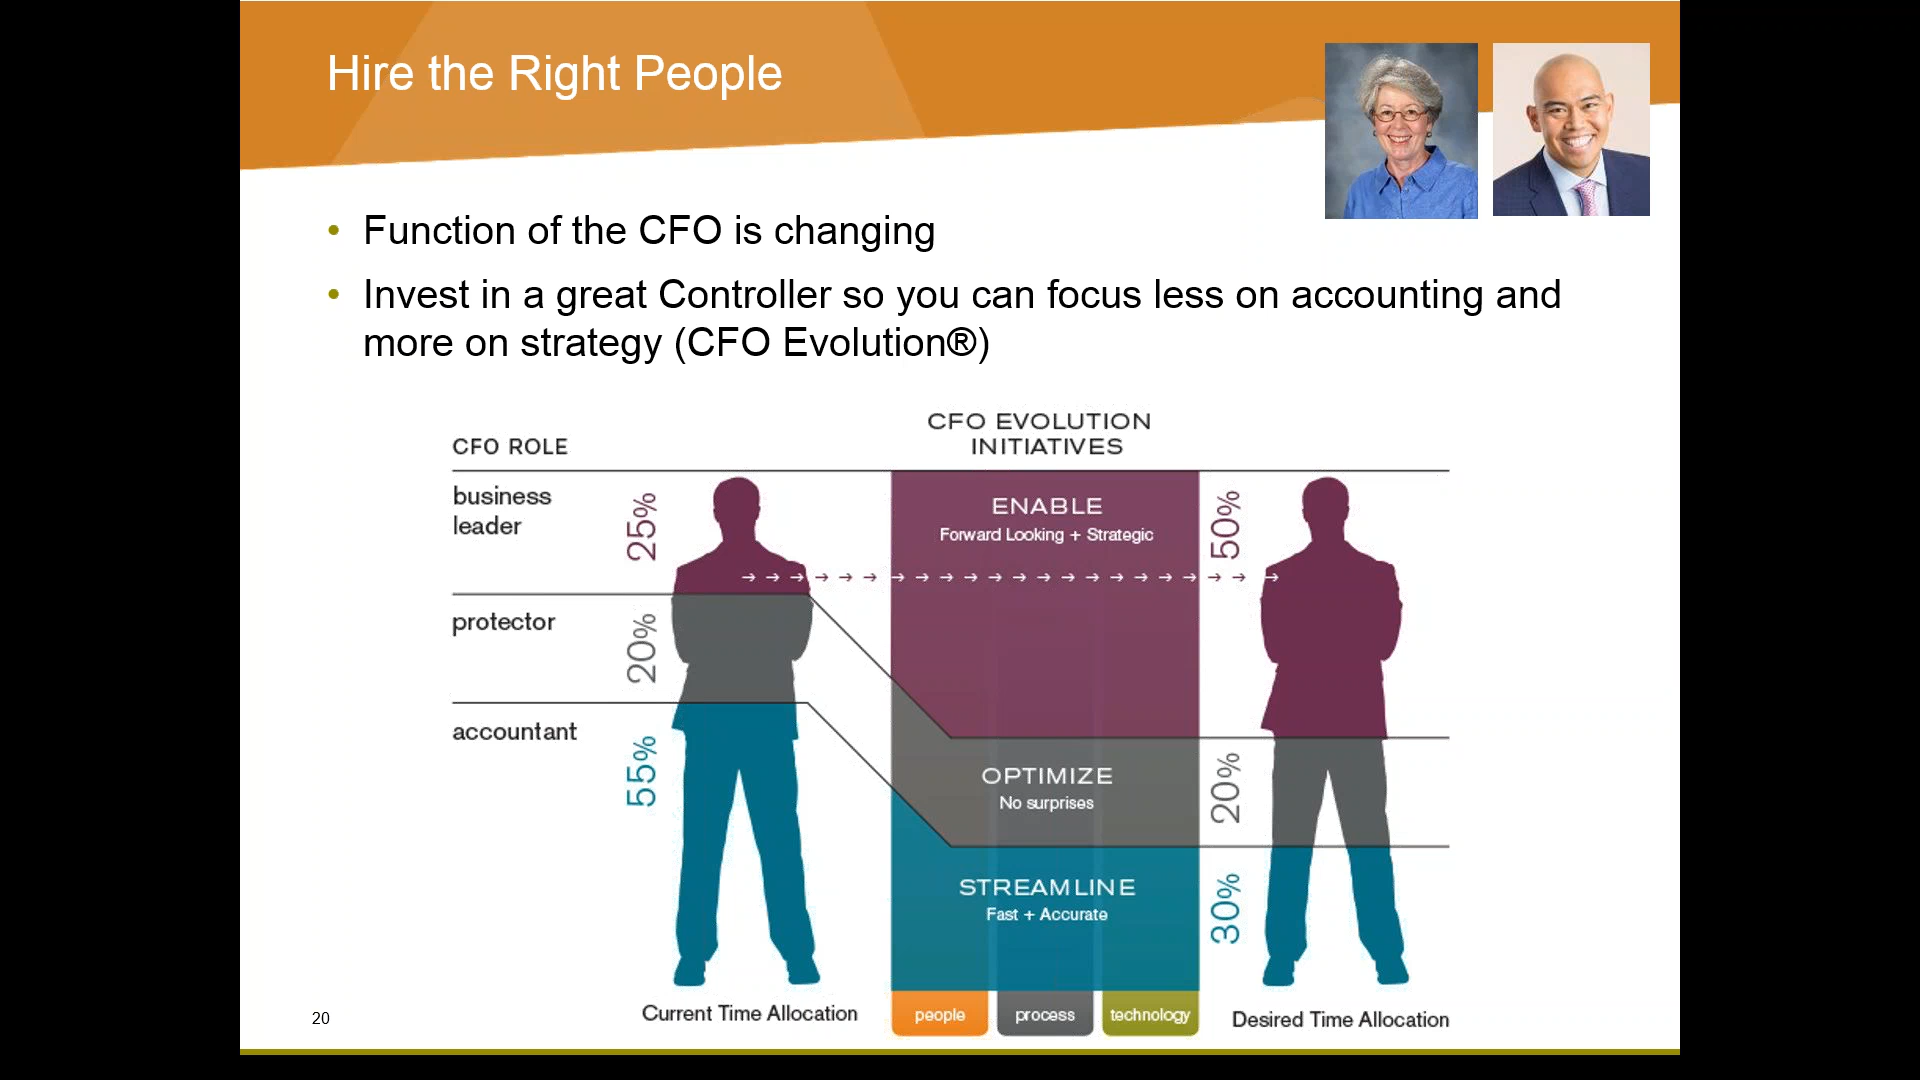 Hire the Right People
• Function of the CFO is changing
• Invest in a great Controller so you can focus less on accounting and
more on strategy (CFO Evolution®)
CFO ROLE
CFO EVOLUTION
INITIATIVES
business
leader
25%
ENABLE
Forward Looking + Strategic
50%
protector
20%
accountant
55%
OPTIMIZE
No surprises
20%
STREAMLINE
Fast + Accurate
30%
Current Time Allocation
people
process
technology
Desired Time Allocation
20